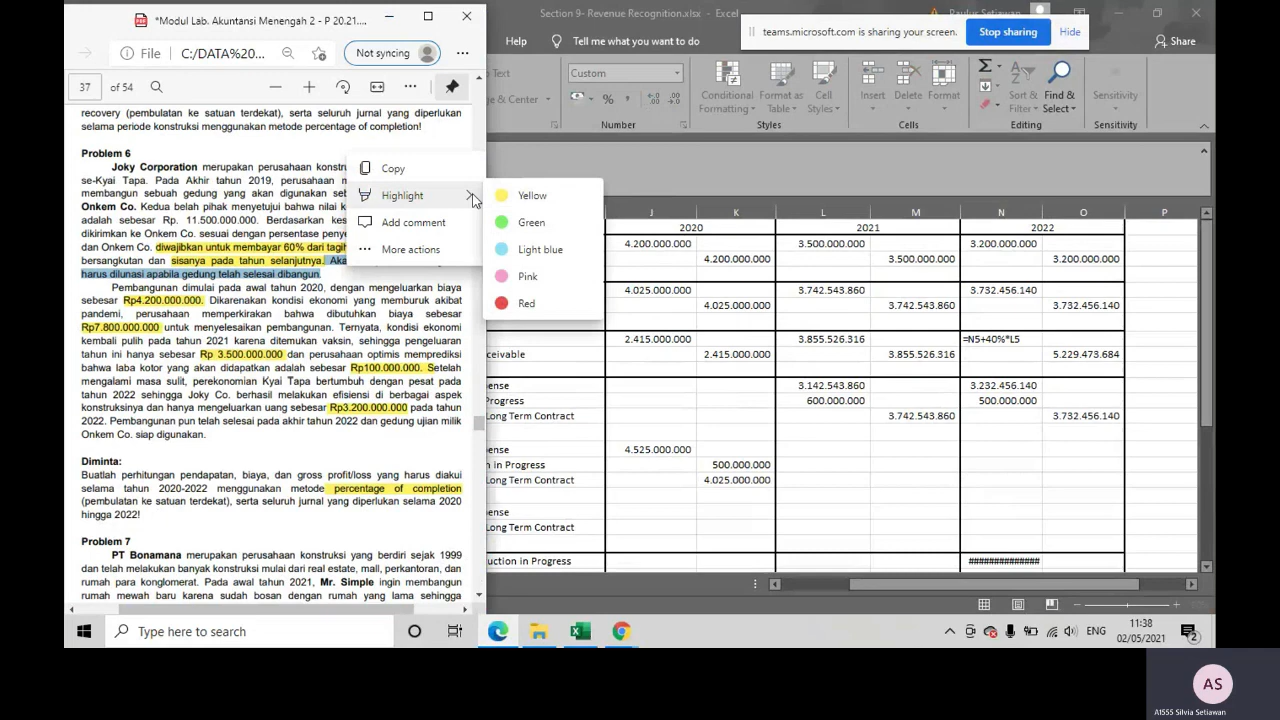 *Modul Lab. Akuntansi Menengah 2 - P 20.21....
File
C:/DATA%20...
Not syncing
37
of 54
recovery (pembulatan ke satuan terdekat), serta seluruh jurnal yang diperlukan
selama periode konstruksi menggunakan metode percentage of completion!
Problem 6
Joky Corporation merupakan perusahaan konstru
se-Kyai Tapa. Pada Akhir tahun 2019, perusahaan m
membangun sebuah gedung yang akan digunakan seb
Onkem Co. Kedua belah pihak menyetujui bahwa nilai k
adalah sebesar Rp. 11.500.000.000. Berdasarkan kes
dikirimkan ke Onkem Co. sesuai dengan persentase peny
dan Onkem Co. diwajibkan untuk membayar 60% dari tagih
bersangkutan dan sisanya pada tahun selanjutnya. Aka
harus dilunasi apabila gedung telah selesai dibangun.
Pembangunan dimulai pada awal tahun 2020, dengan mengeluarkan biaya
sebesar Rp4.200.000.000. Dikarenakan kondisi ekonomi yang memburuk akibat
pandemi, perusahaan memperkirakan bahwa dibutuhkan biaya sebesar
Rp7.800.000.000 untuk menyelesaikan pembangunan. Ternyata, kondisi ekonomi
kembali pulih pada tahun 2021 karena ditemukan vaksin, sehingga pengeluaran
tahun ini hanya sebesar Rp 3.500.000.000 dan perusahaan optimis memprediksi
bahwa laba kotor yang akan didapatkan adalah sebesar Rp100.000.000. Setelah
mengalami masa sulit, perekonomian Kyai Tapa bertumbuh dengan pesat pada
tahun 2022 sehingga Joky Co. berhasil melakukan efisiensi di berbagai aspek
konstruksinya dan hanya mengeluarkan uang sebesar Rp3.200.000.000 pada tahun
2022. Pembangunan pun telah selesai pada akhir tahun 2022 dan gedung ujian milik
Onkem Co. siap digunakan.
Diminta:
Buatlah perhitungan pendapatan, biaya, dan gross profit/loss yang harus diakui
selama tahun 2020-2022 menggunakan metode percentage of completion
(pembulatan ke satuan terdekat), serta seluruh jurnal yang diperlukan selama 2020
hingga 2022!
Problem 7
PT Bonamana merupakan perusahaan konstruksi yang berdiri sejak 1999
dan telah melakukan banyak konstruksi mulai dari real estate, mall, perkantoran, dan
rumah para konglomerat. Pada awal tahun 2021, Mr. Simple ingin membangun
rumah mewah baru karena sudah bosan dengan rumah yang lama sehingga
Copy
Highlight
Add comment
More actions
Yellow
Green
Light blue
Pink
Red
Section 9- Revenue Recognition.xlsx - Excel
Paulus Setiawan
teams.microsoft.com is sharing your screen.
Stop sharing
Hide
Help
Tell me what you want to do
Share
Custom
Number
Conditional Formatting
Format as Table
Cell Styles
Styles
Insert
Delete
Format
Cells
Sort & Filter
Find & Select
Editing
Sensitivity
Sensitivity
J K L M N O P
2020 2021 2022
4.200.000.000 3.500.000.000 3.200.000.000
4.200.000.000 3.500.000.000 3.200.000.000
4.025.000.000 3.742.543.860 3.732.456.140
4.025.000.000 3.742.543.860 3.732.456.140
2.415.000.000 3.855.526.316 =N5+40%*L5
ceivable 2.415.000.000 3.855.526.316 5.229.473.684
ense 3.142.543.860 3.232.456.140
Progress 600.000.000 500.000.000
Long Term Contract 3.742.543.860 3.732.456.140
ense 4.525.000.000
n in Progress 500.000.000
Long Term Contract 4.025.000.000
ense
Long Term Contract
uction in Progress ##############
Type here to search
ENG
11:38
02/05/2021
2
AS
A1555 Silvia Setiawan